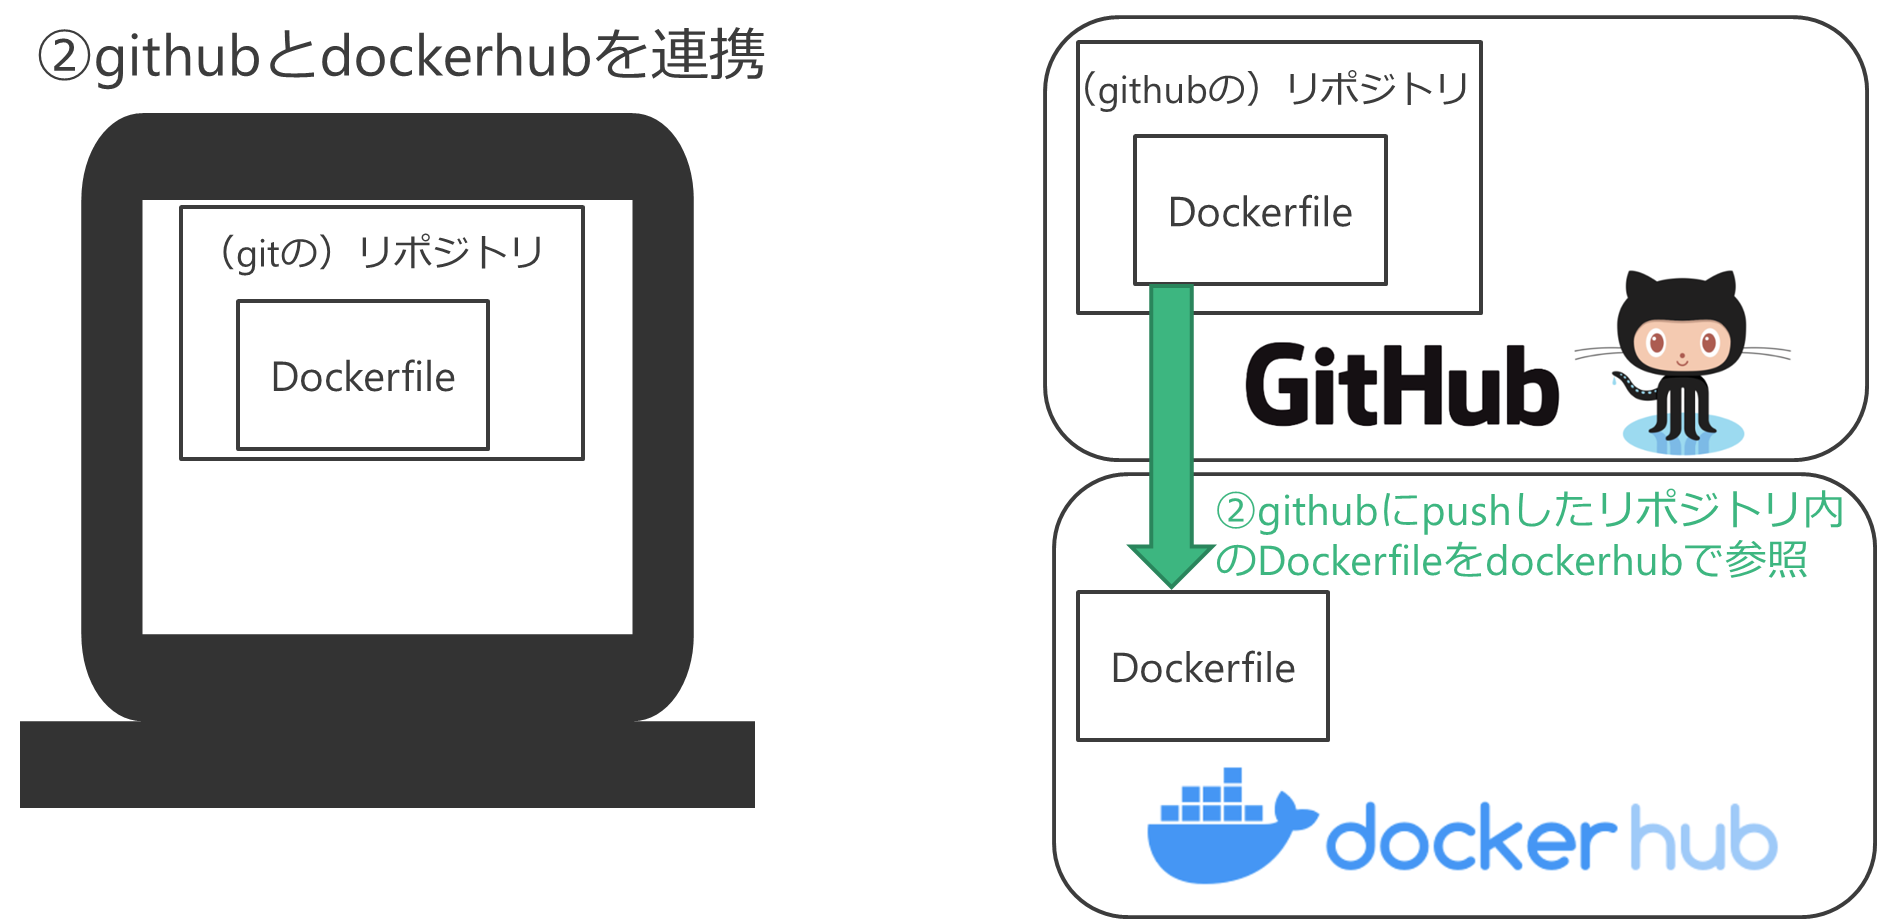 ②githubとdockerhubを連携
（gitの）リポジトリ
Dockerfile
（githubの）リポジトリ
Dockerfile
GitHub
②githubにpushしたリポジトリ内
のDockerfileをdockerhubで参照
Dockerfile
dockerhub